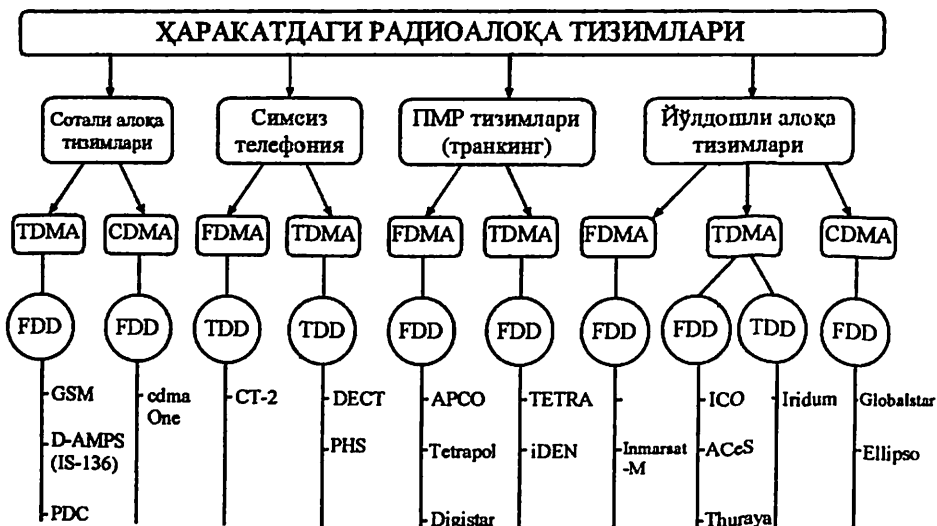 ҲАРАКАТДАГИ РАДИОАЛОҚА ТИЗИМЛАРИ
Сотали алоқа
тизимлари
Симсиз
телефония
ПМР тизимлари
(транкинг)
Йўлдошли алоқа
тизимлари
TDMA CDMA FDMA TDMA FDMA TDMA FDMA TDMA CDMA
FDD FDD TDD TDD FDD FDD FDD FDD TDD FDD
GSM
D-AMPS
(IS-136)
PDC
cdma
One
CT-2
DECT
PHS
APCO
Tetrapol
Digistar
TETRA
iDEN
Inmarsat
-M
ICO
ACeS
Thuraya
Iridum
Globalstar
Ellipso